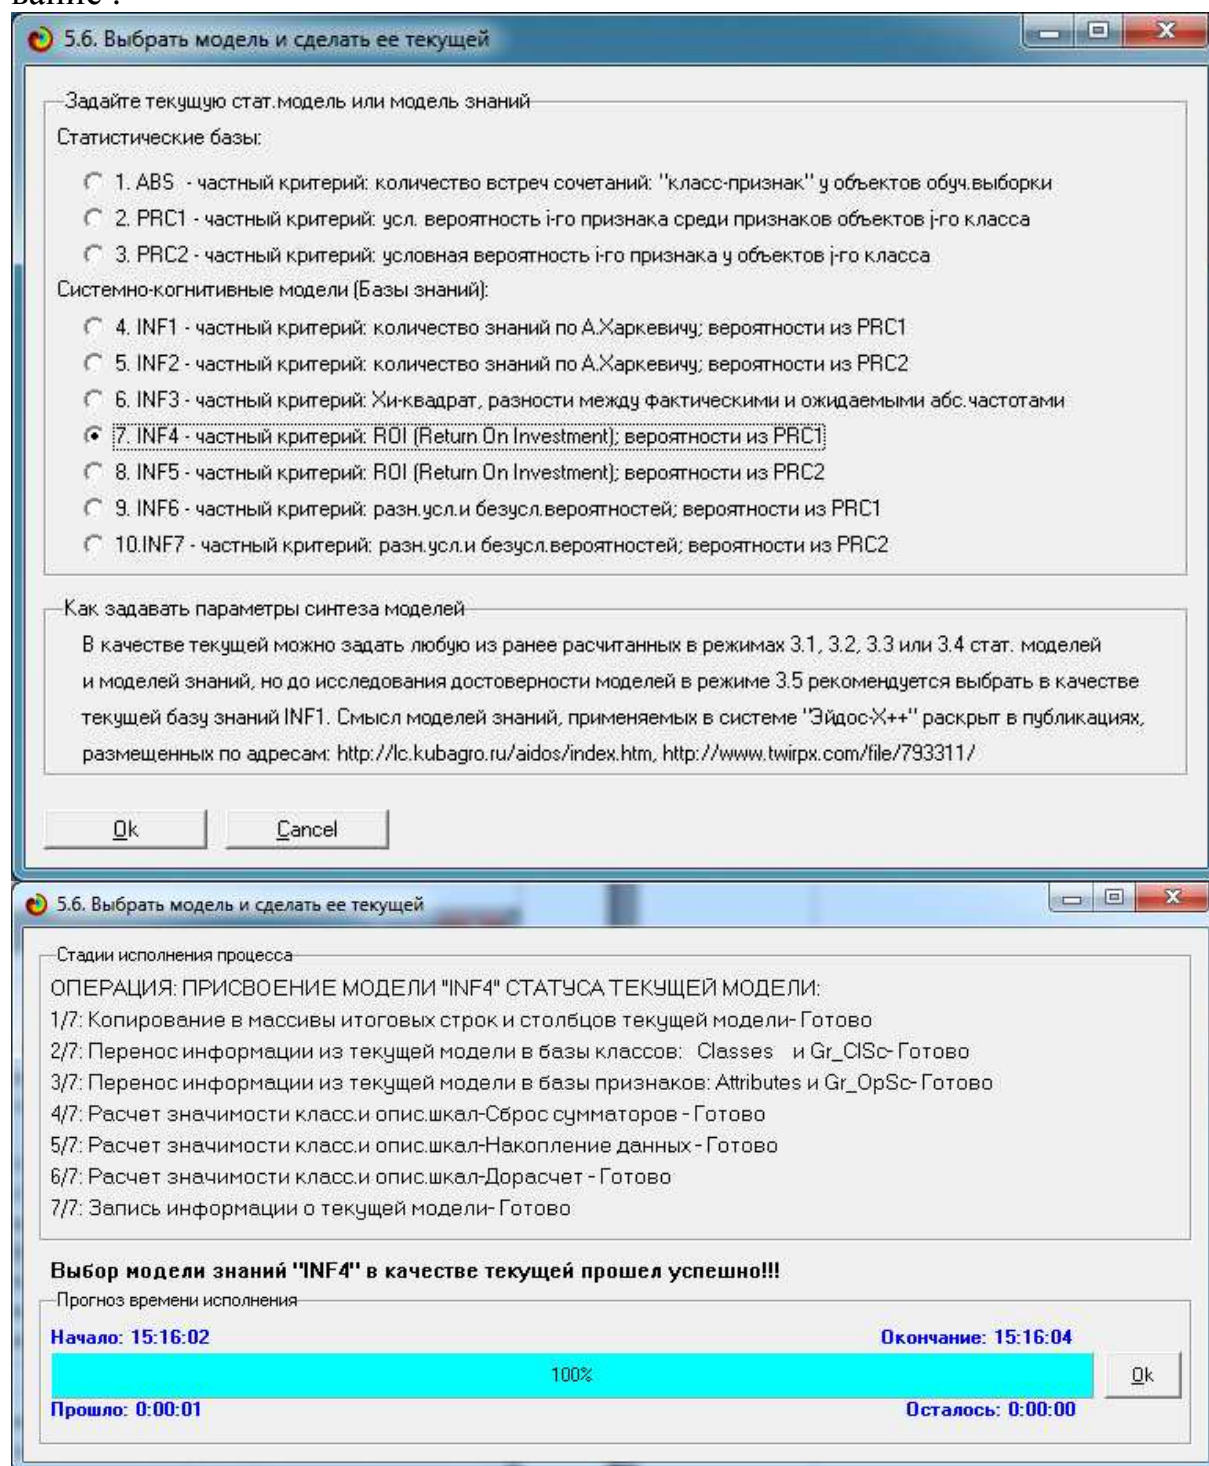 5.6. Выбрать модель и сделать ее текущей
Задайте текущую стат.модель или модель знаний
Статистические базы:
1. ABS - частный критерий: количество встреч сочетаний: "класс-признак" у объектов обуч.выборки
2. PRC1 - частный критерий: усл. вероятность i-го признака среди признаков объектов j-го класса
3. PRC2 - частный критерий: условная вероятность i-го признака у объектов j-го класса
Системно-когнитивные модели (Базы знаний):
4. INF1 - частный критерий: количество знаний по А.Харкевичу; вероятности из PRC1
5. INF2 - частный критерий: количество знаний по А.Харкевичу; вероятности из PRC2
6. INF3 - частный критерий: Хи-квадрат, разности между фактическими и ожидаемыми абс.частотами
7. INF4 - частный критерий: ROI (Return On Investment); вероятности из PRC1
8. INF5 - частный критерий: ROI (Return On Investment); вероятности из PRC2
9. INF6 - частный критерий: разн.усл.и безусл.вероятностей; вероятности из PRC1
10.INF7 - частный критерий: разн.усл.и безусл.вероятностей; вероятности из PRC2
Как задавать параметры синтеза моделей
В качестве текущей можно задать любую из ранее расчитанных в режимах 3.1, 3.2, 3.3 или 3.4 стат. моделей
и моделей знаний, но до исследования достоверности моделей в режиме 3.5 рекомендуется выбрать в качестве
текущей базу знаний INF1. Смысл моделей знаний, применяемых в системе "Эйдос-X++" раскрыт в публикациях,
размещенных по адресам: http://lc.kubagro.ru/aidos/index.htm, http://www.twirpx.com/file/793311/
Ok Cancel
5.6. Выбрать модель и сделать ее текущей
Стадии исполнения процесса
ОПЕРАЦИЯ: ПРИСВОЕНИЕ МОДЕЛИ "INF4" СТАТУСА ТЕКУЩЕЙ МОДЕЛИ:
1/7: Копирование в массивы итоговых строк и столбцов текущей модели- Готово
2/7: Перенос информации из текущей модели в базы классов: Classes и Gr_ClSc- Готово
3/7: Перенос информации из текущей модели в базы признаков: Attributes и Gr_OpSc- Готово
4/7: Расчет значимости класс.и опис.шкал-Сброс сумматоров - Готово
5/7: Расчет значимости класс.и опис.шкал-Накопление данных - Готово
6/7: Расчет значимости класс.и опис.шкал-Дорасчет - Готово
7/7: Запись информации о текущей модели- Готово
Выбор модели знаний "INF4" в качестве текущей прошел успешно!!!
Прогноз времени исполнения
Начало: 15:16:02 Окончание: 15:16:04
100% Ok
Прошло: 0:00:01 Осталось: 0:00:00